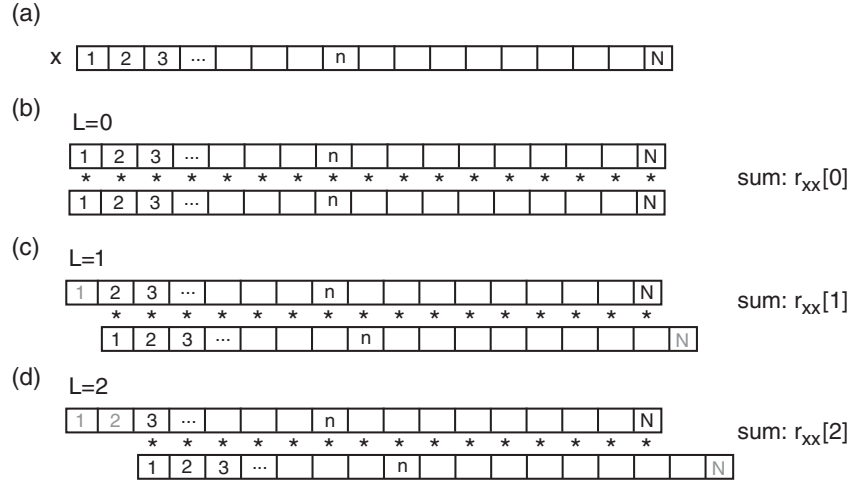 (a)
x 1 2 3 ... n N
(b)
L=0
1 2 3 ... n N
* * * * * * * * * * * * * * * * *
1 2 3 ... n N
sum: rxx[0]
(c)
L=1
1 2 3 ... n N
* * * * * * * * * * * * * * * *
1 2 3 ... n N
sum: rxx[1]
(d)
L=2
1 2 3 ... n N
* * * * * * * * * * * * * * *
1 2 3 ... n N
sum: rxx[2]